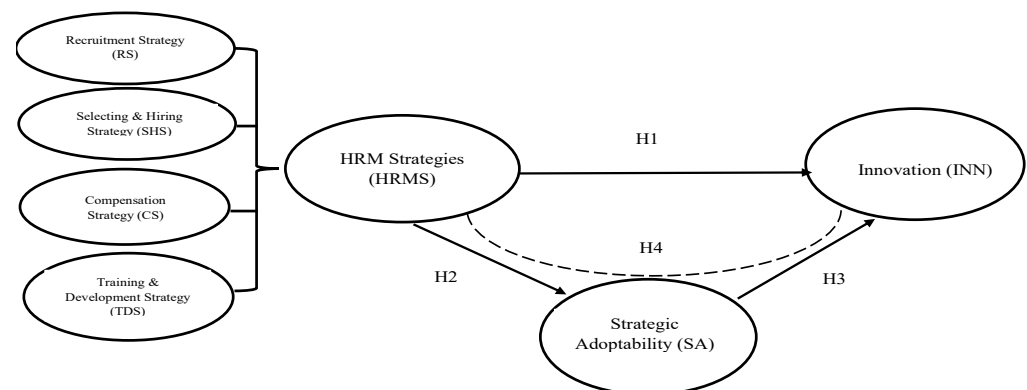 Recruitment Strategy
(RS)
Selecting & Hiring
Strategy (SHS)
Compensation
Strategy (CS)
Training &
Development Strategy
(TDS)
HRM Strategies
(HRMS)
H1
Innovation (INN)
H4
H2
H3
Strategic
Adoptability (SA)